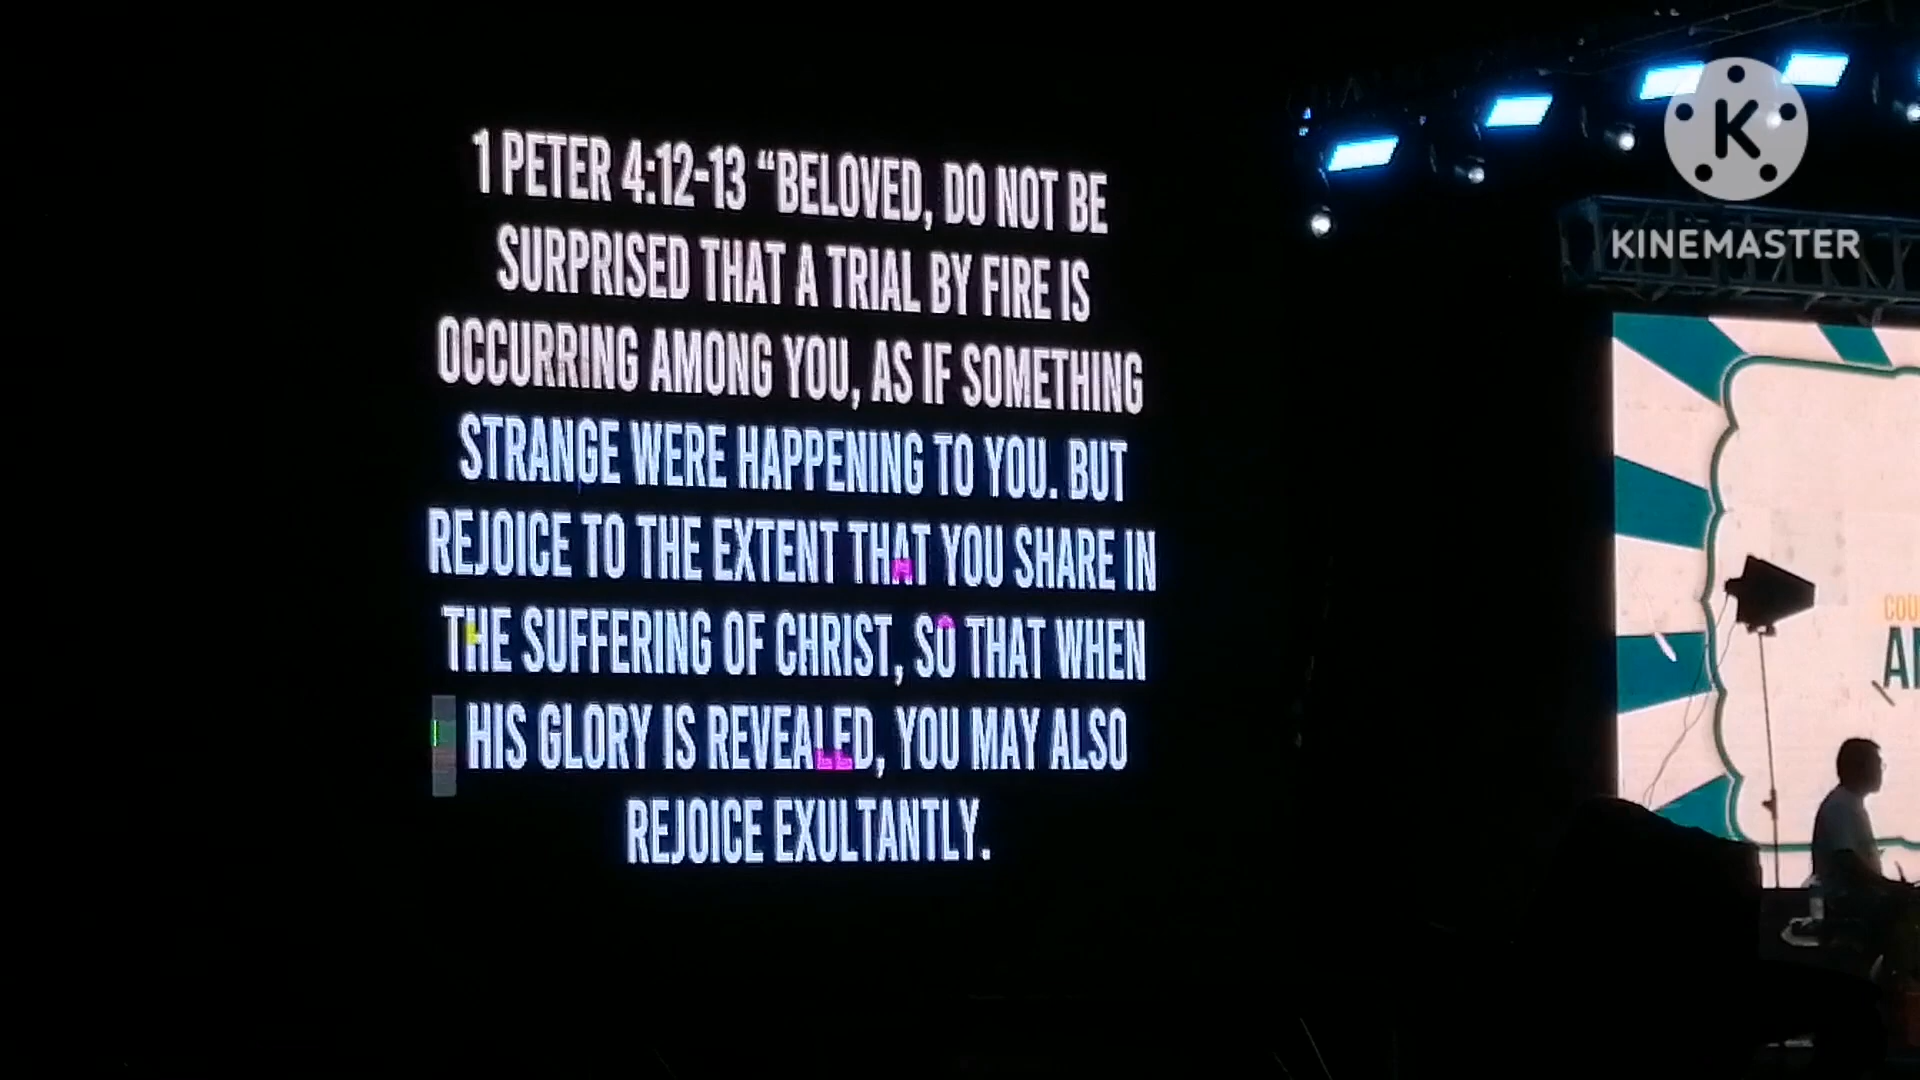 1 PETER 4:12-13 “BELOVED, DO NOT BE
SURPRISED THAT A TRIAL BY FIRE IS
OCCURRING AMONG YOU, AS IF SOMETHING
STRANGE WERE HAPPENING TO YOU. BUT
REJOICE TO THE EXTENT THAT YOU SHARE IN
THE SUFFERING OF CHRIST, SO THAT WHEN
HIS GLORY IS REVEALED, YOU MAY ALSO
REJOICE EXULTANTLY.
K
KINEMASTER